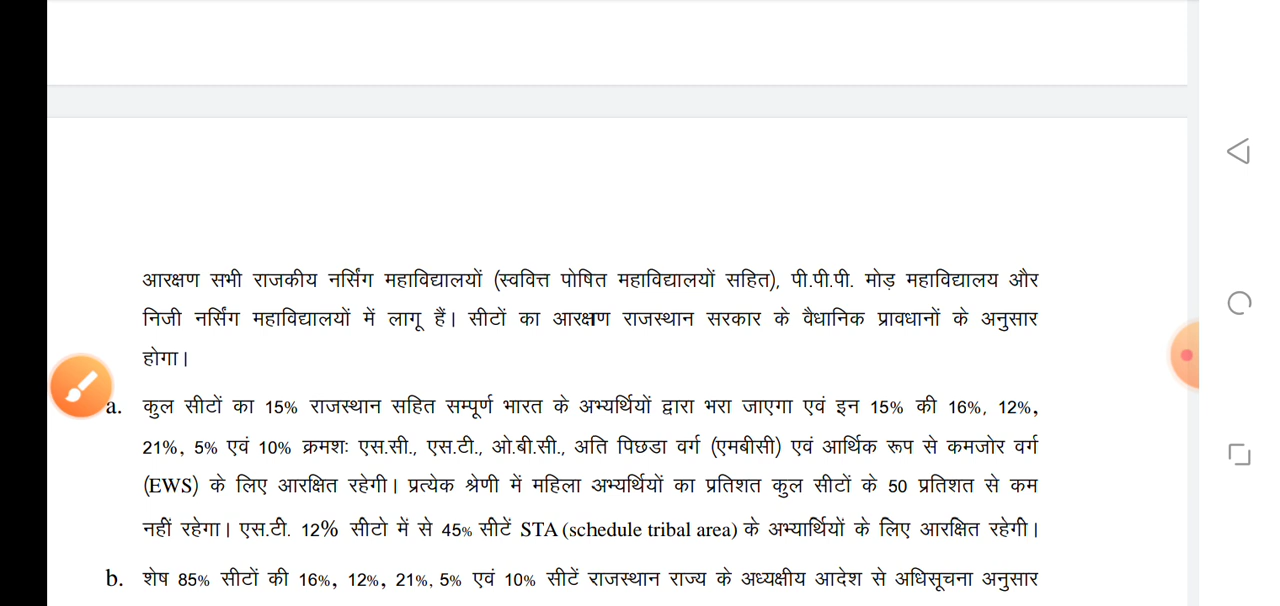 आरक्षण सभी राजकीय नर्सिंग महाविद्यालयों (स्ववित्त पोषित महाविद्यालयों सहित), पी.पी.पी. मोड़ महाविद्यालय और
निजी नर्सिंग महाविद्यालयों में लागू हैं। सीटों का आरक्षण राजस्थान सरकार के वैधानिक प्रावधानों के अनुसार
होगा।
a. कुल सीटों का 15% राजस्थान सहित सम्पूर्ण भारत के अभ्यर्थियों द्वारा भरा जाएगा एवं इन 15% की 16%, 12%,
21%, 5% एवं 10% क्रमशः एस.सी., एस.टी., ओ.बी.सी., अति पिछडा वर्ग (एमबीसी) एवं आर्थिक रूप से कमजोर वर्ग
(EWS) के लिए आरक्षित रहेगी। प्रत्येक श्रेणी में महिला अभ्यर्थियों का प्रतिशत कुल सीटों के 50 प्रतिशत से कम
नहीं रहेगा। एस.टी. 12% सीटो में से 45% सीटें STA (schedule tribal area) के अभ्यार्थियों के लिए आरक्षित रहेगी।
b. शेष 85% सीटों की 16%, 12%, 21%, 5% एवं 10% सीटें राजस्थान राज्य के अध्यक्षीय आदेश से अधिसूचना अनुसार